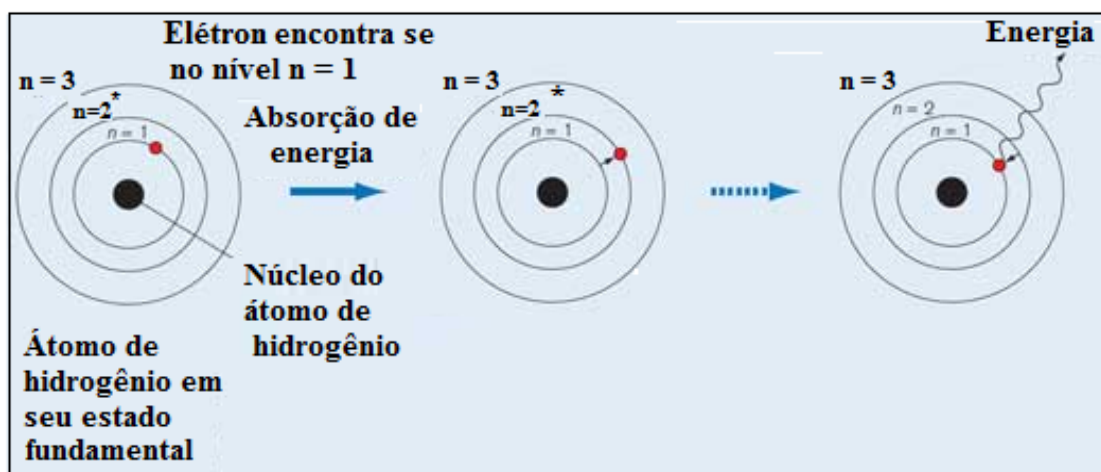 Elétron encontra se
no nível n = 1
n = 3
n=2*
n = 1
Absorção de
energia
Núcleo do
átomo de
hidrogênio
Átomo de
hidrogênio em
seu estado
fundamental
n = 3
*
n=2
n = 1
Energia
n = 3
n = 2
n = 1